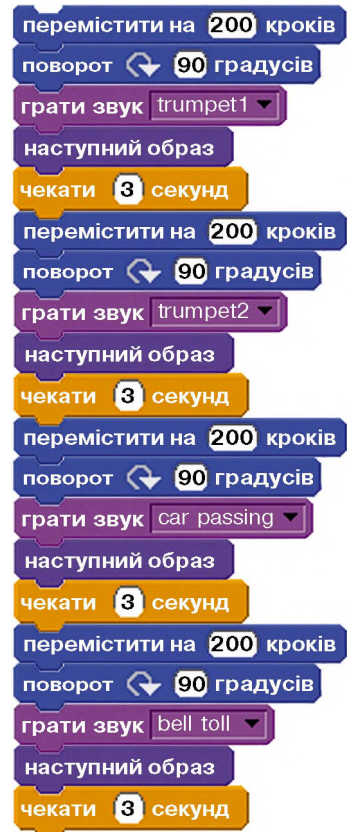 перемістити на 200 кроків
поворот 90 градусів
грати звук trumpet1
наступний образ
чекати 3 секунд
перемістити на 200 кроків
поворот 90 градусів
грати звук trumpet2
наступний образ
чекати 3 секунд
перемістити на 200 кроків
поворот 90 градусів
грати звук car passing
наступний образ
чекати 3 секунд
перемістити на 200 кроків
поворот 90 градусів
грати звук bell toll
наступний образ
чекати 3 секунд